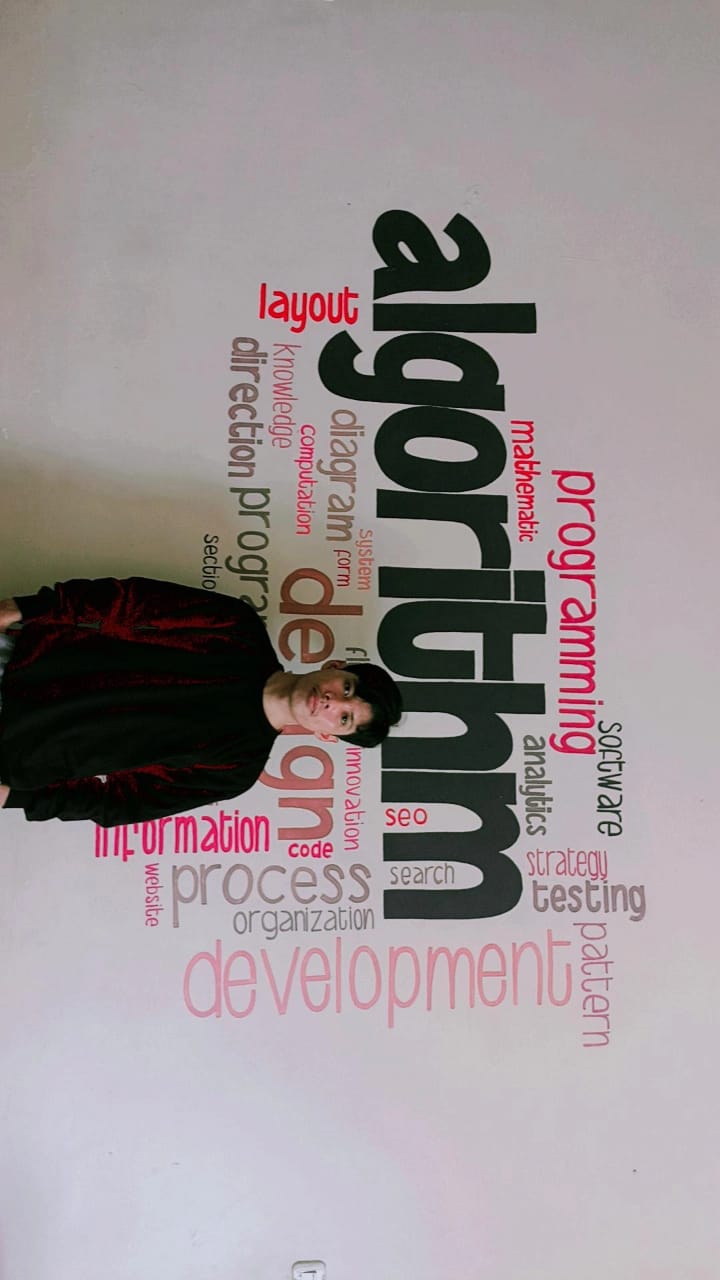 software
programming
strategy
testing
pattern
mathematic
analytics
algorithm
development
seo
search
layout
diagram
system
form
innovation
computation
code
process
organization
knowledge
direction
information
website